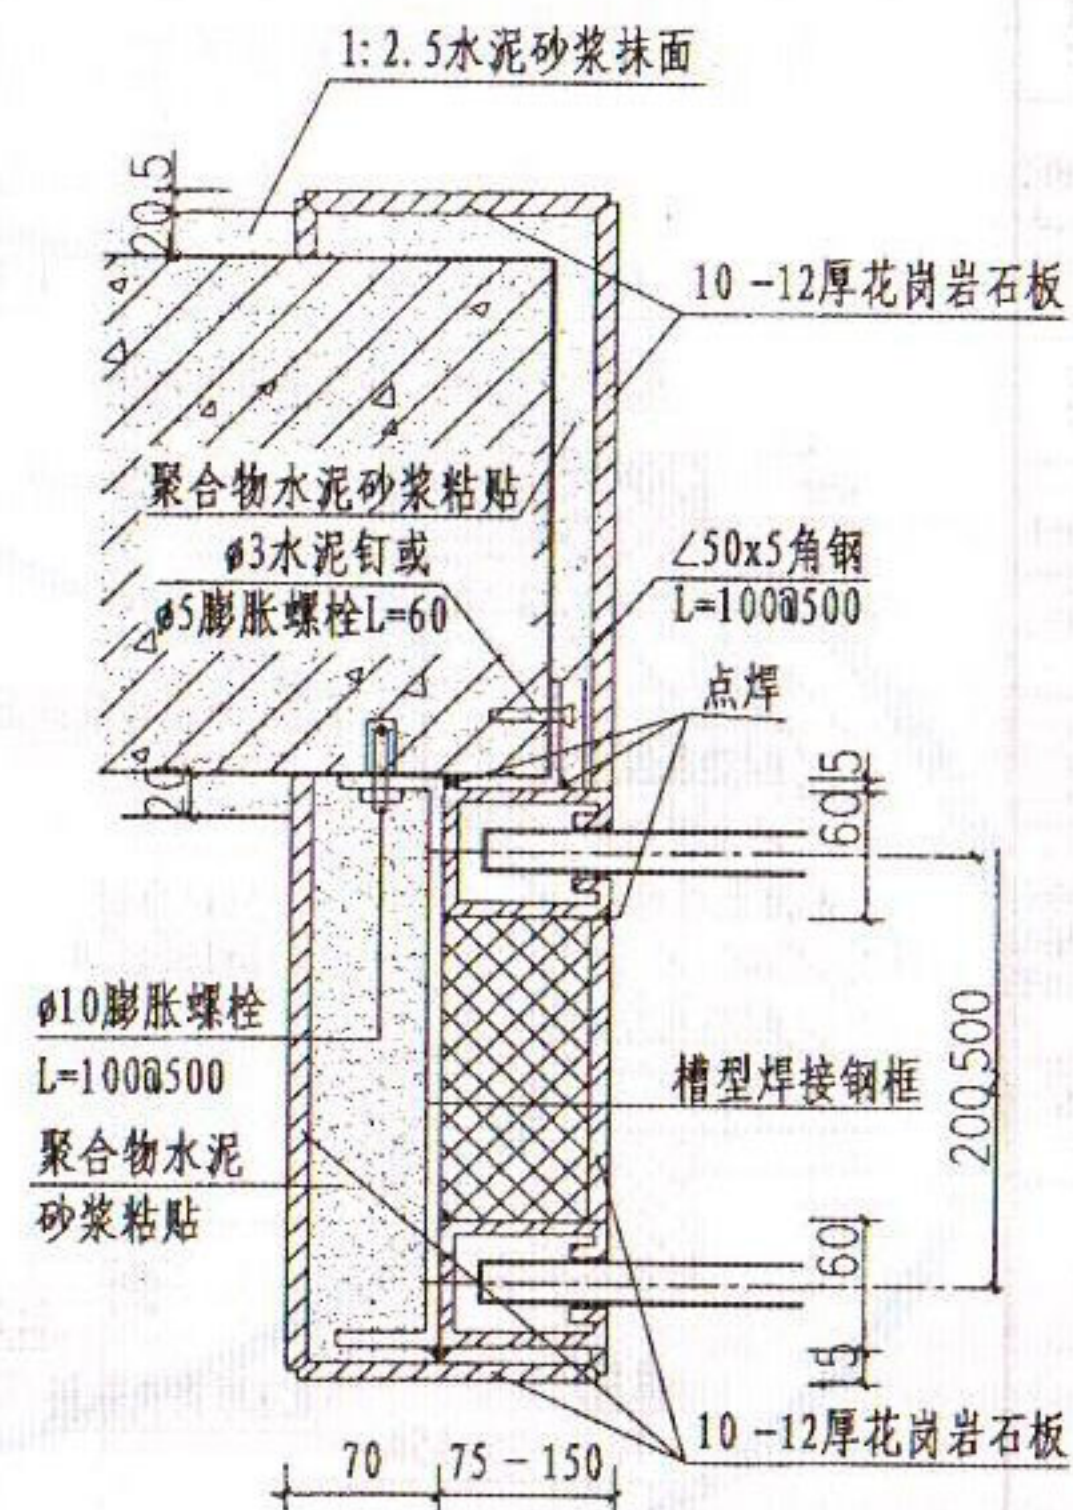 1:2.5水泥砂浆抹面
5
20
10-12厚花岗岩石板
聚合物水泥砂浆粘贴
ø3水泥钉或
ø5膨胀螺栓L=60
∠50x5角钢
L=100@500
点焊
20
15
60
ø10膨胀螺栓
L=100@500
槽型焊接钢框
200,500
聚合物水泥
砂浆粘贴
60
15
10-12厚花岗岩石板
70
75-150